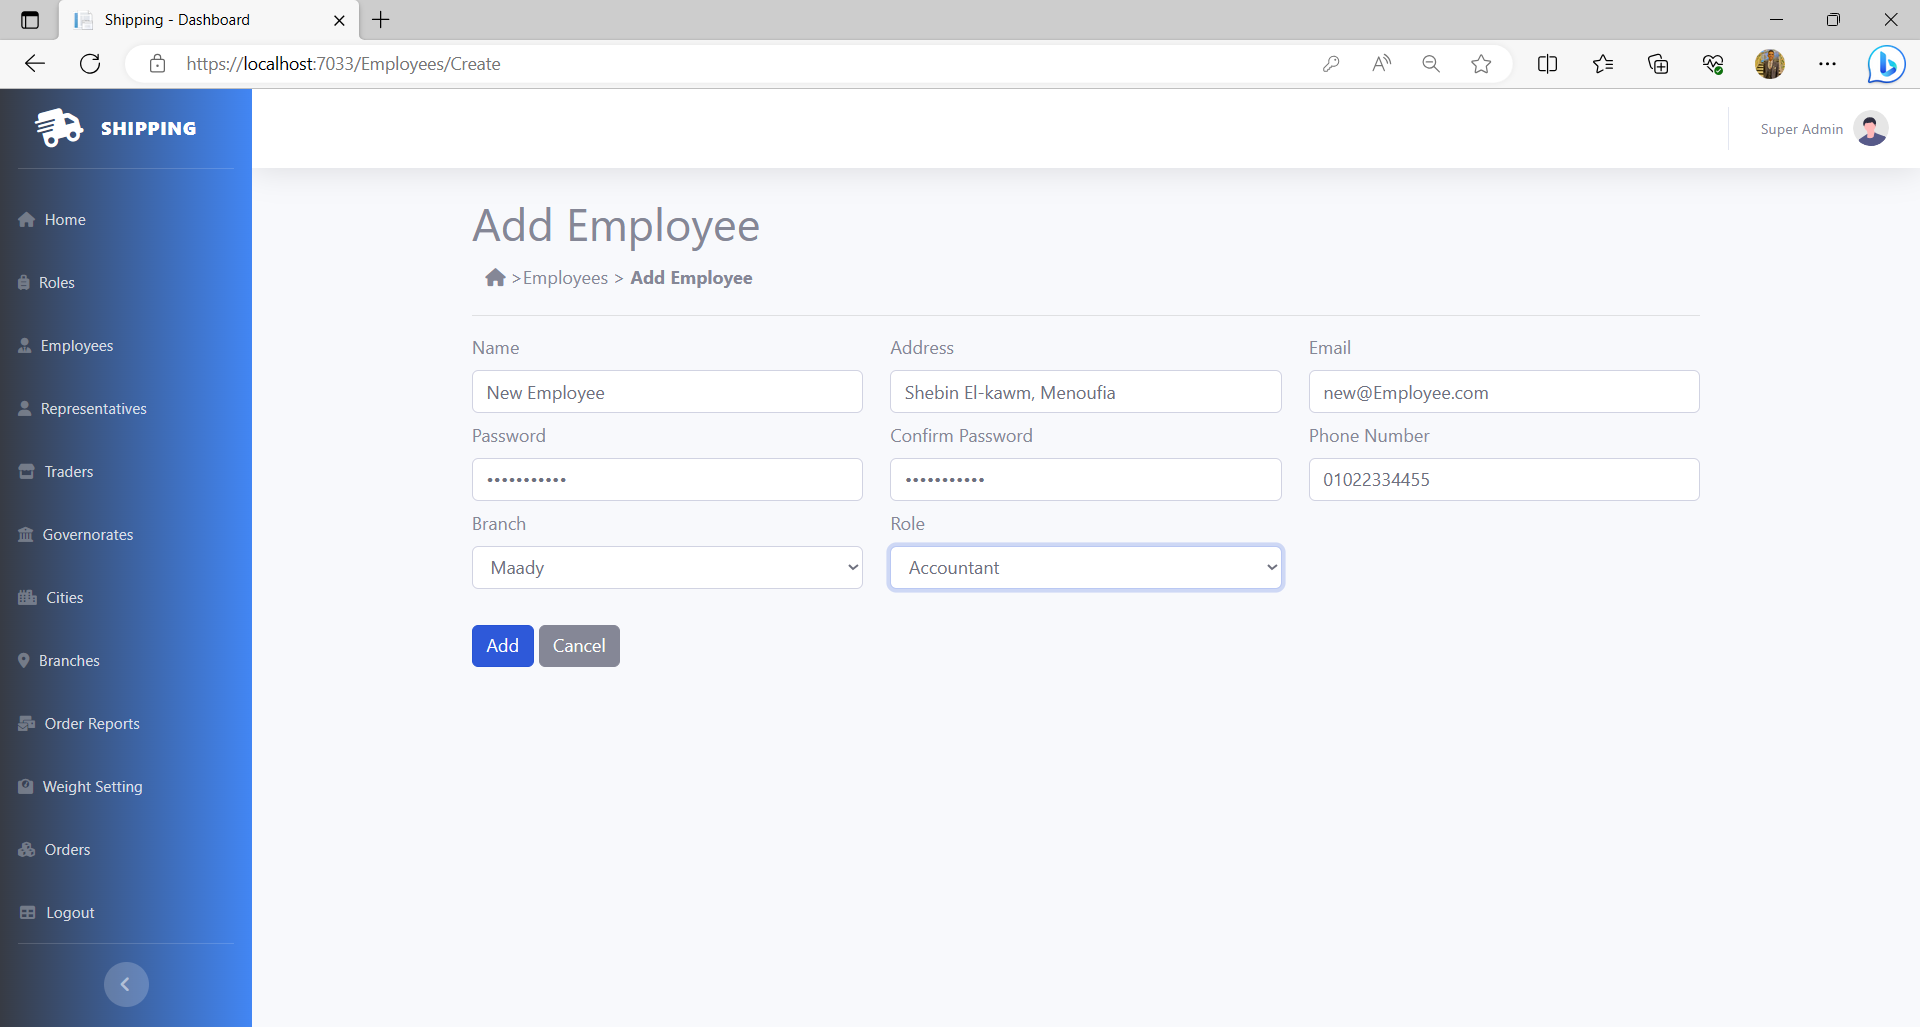 Shipping - Dashboard
https://localhost:7033/Employees/Create
SHIPPING
Super Admin
Home
Roles
Employees
Representatives
Traders
Governorates
Cities
Branches
Order Reports
Weight Setting
Orders
Logout
Add Employee
>Employees > Add Employee
Name Address Email
New Employee Shebin El-kawm, Menoufia new@Employee.com
Password Confirm Password Phone Number
••••••••••• ••••••••••• 01022334455
Branch Role
Maady Accountant
Add Cancel